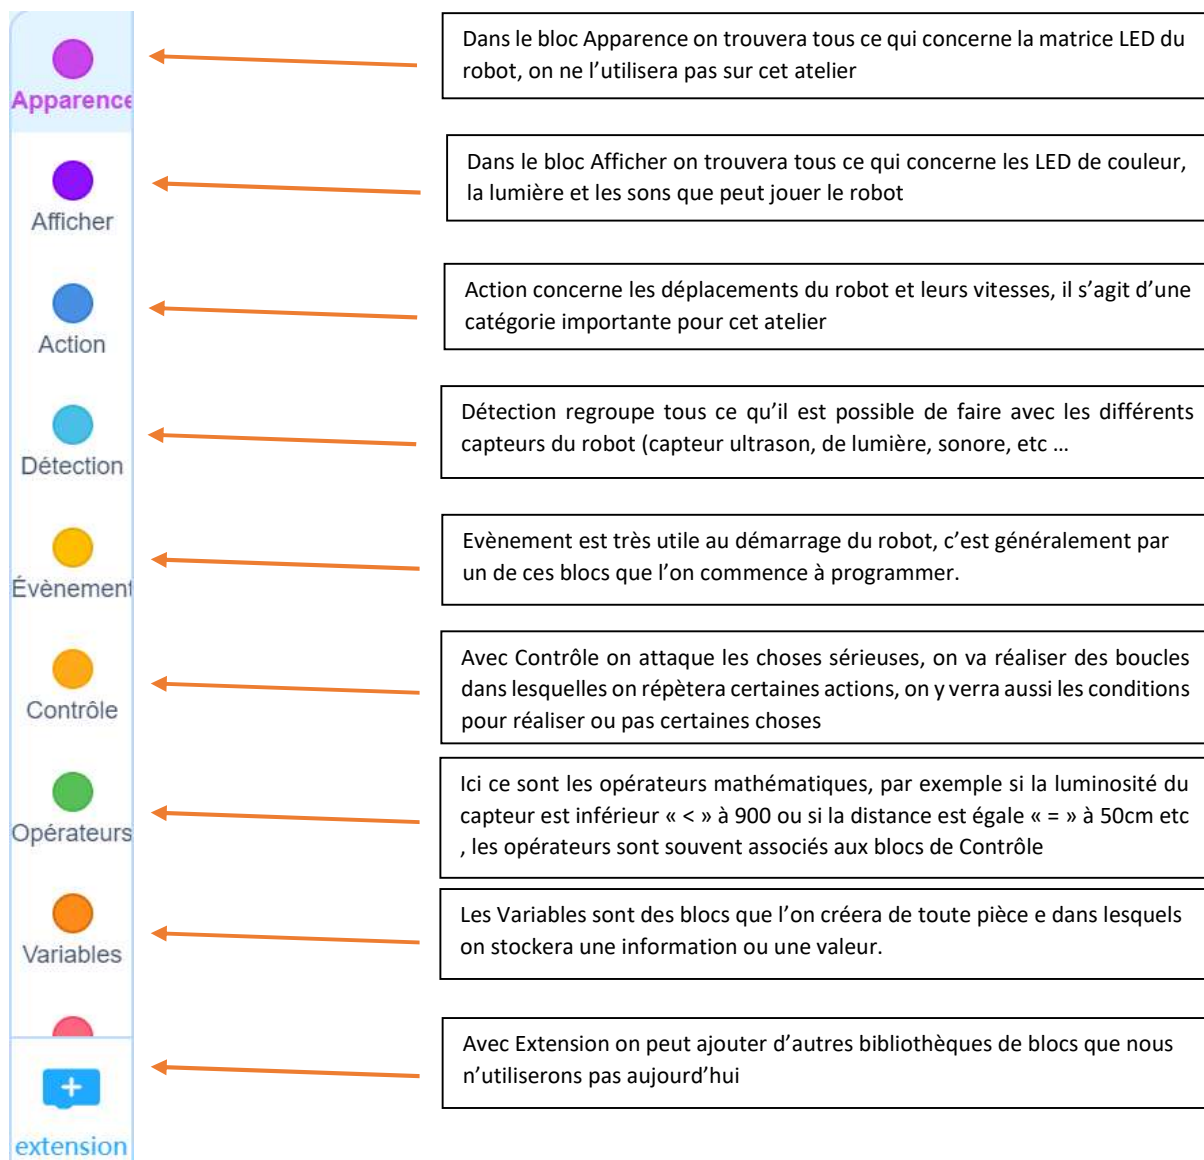 Apparence
Dans le bloc Apparence on trouvera tous ce qui concerne la matrice LED du
robot, on ne l’utilisera pas sur cet atelier
Afficher
Dans le bloc Afficher on trouvera tous ce qui concerne les LED de couleur,
la lumière et les sons que peut jouer le robot
Action
Action concerne les déplacements du robot et leurs vitesses, il s’agit d’une
catégorie importante pour cet atelier
Détection
Détection regroupe tous ce qu’il est possible de faire avec les différents
capteurs du robot (capteur ultrason, de lumière, sonore, etc …
Évènement
Evènement est très utile au démarrage du robot, c’est généralement par
un de ces blocs que l’on commence à programmer.
Contrôle
Avec Contrôle on attaque les choses sérieuses, on va réaliser des boucles
dans lesquelles on répètera certaines actions, on y verra aussi les conditions
pour réaliser ou pas certaines choses
Opérateurs
Ici ce sont les opérateurs mathématiques, par exemple si la luminosité du
capteur est inférieur « < » à 900 ou si la distance est égale « = » à 50cm etc
, les opérateurs sont souvent associés aux blocs de Contrôle
Variables
Les Variables sont des blocs que l’on créera de toute pièce e dans lesquels
on stockera une information ou une valeur.
extension
Avec Extension on peut ajouter d’autres bibliothèques de blocs que nous
n’utiliserons pas aujourd’hui